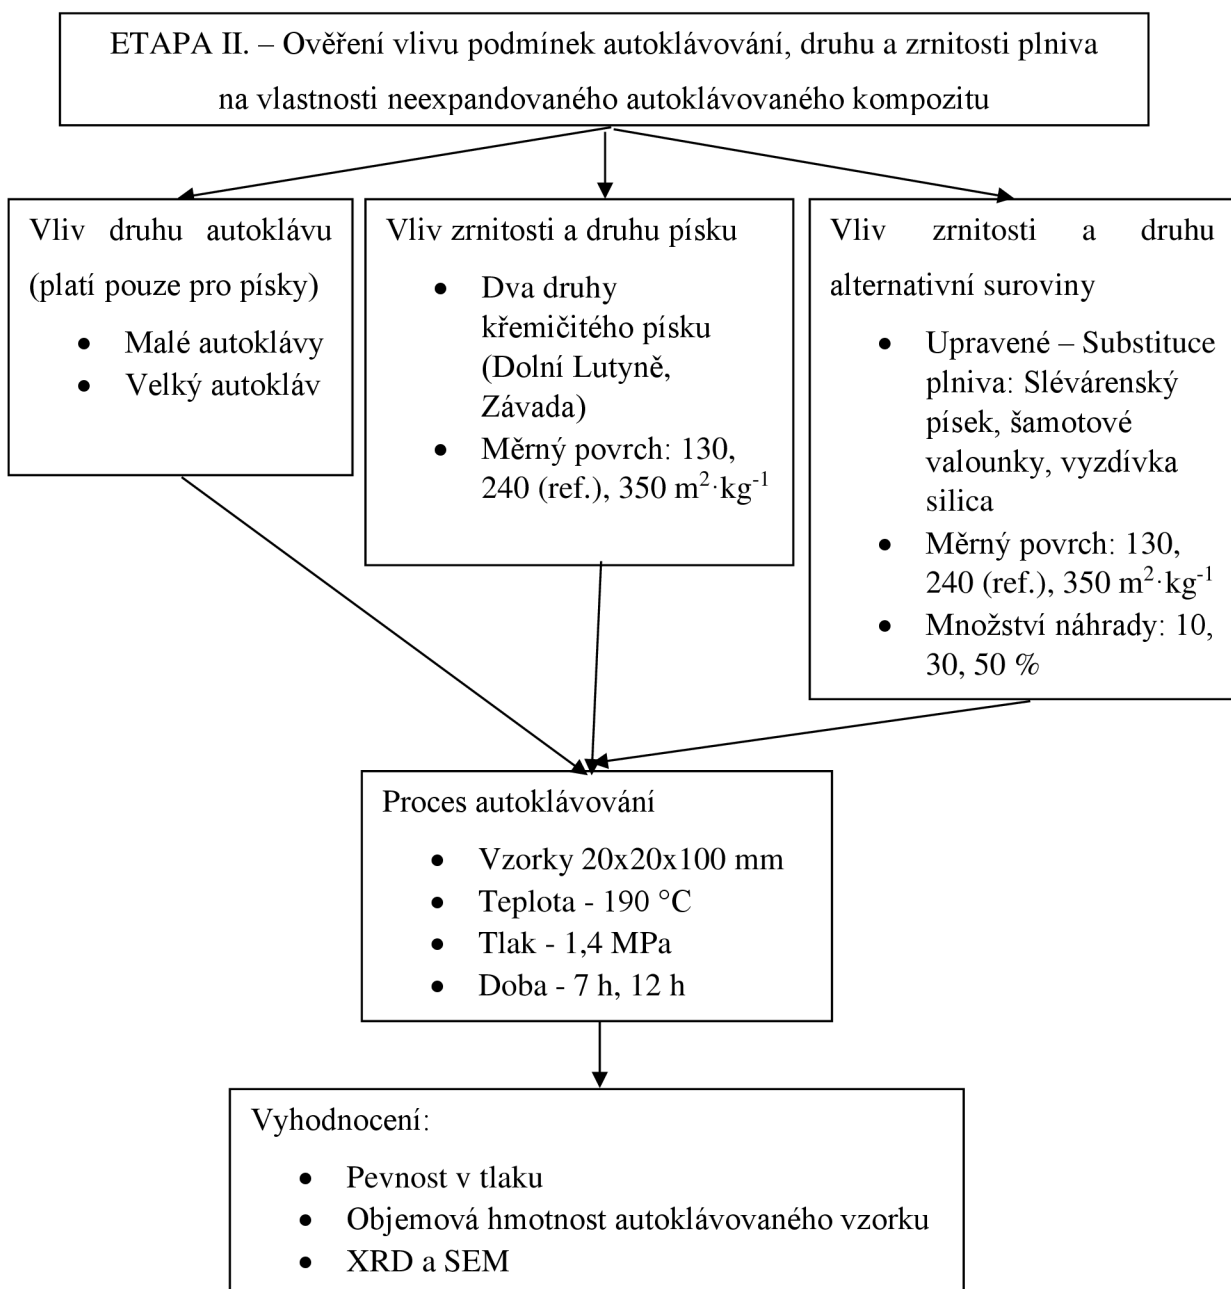 ETAPA II. – Ověření vlivu podmínek autoklávování, druhu a zrnitosti plniva
na vlastnosti neexpandovaného autoklávovaného kompozitu
Vliv druhu autoklávu
(platí pouze pro písky)
• Malé autoklávy
• Velký autokláv
Vliv zrnitosti a druhu písku
• Dva druhy
křemičitého písku
(Dolní Lutyně,
Závada)
• Měrný povrch: 130,
240 (ref.), 350 m²·kg⁻¹
Vliv zrnitosti a druhu
alternativní suroviny
• Upravené – Substituce
plniva: Slévárenský
písek, šamotové
valounky, vyzdívka
silica
• Měrný povrch: 130,
240 (ref.), 350 m²·kg⁻¹
• Množství náhrady: 10,
30, 50 %
Proces autoklávování
• Vzorky 20x20x100 mm
• Teplota - 190 °C
• Tlak - 1,4 MPa
• Doba - 7 h, 12 h
Vyhodnocení:
• Pevnost v tlaku
• Objemová hmotnost autoklávovaného vzorku
• XRD a SEM